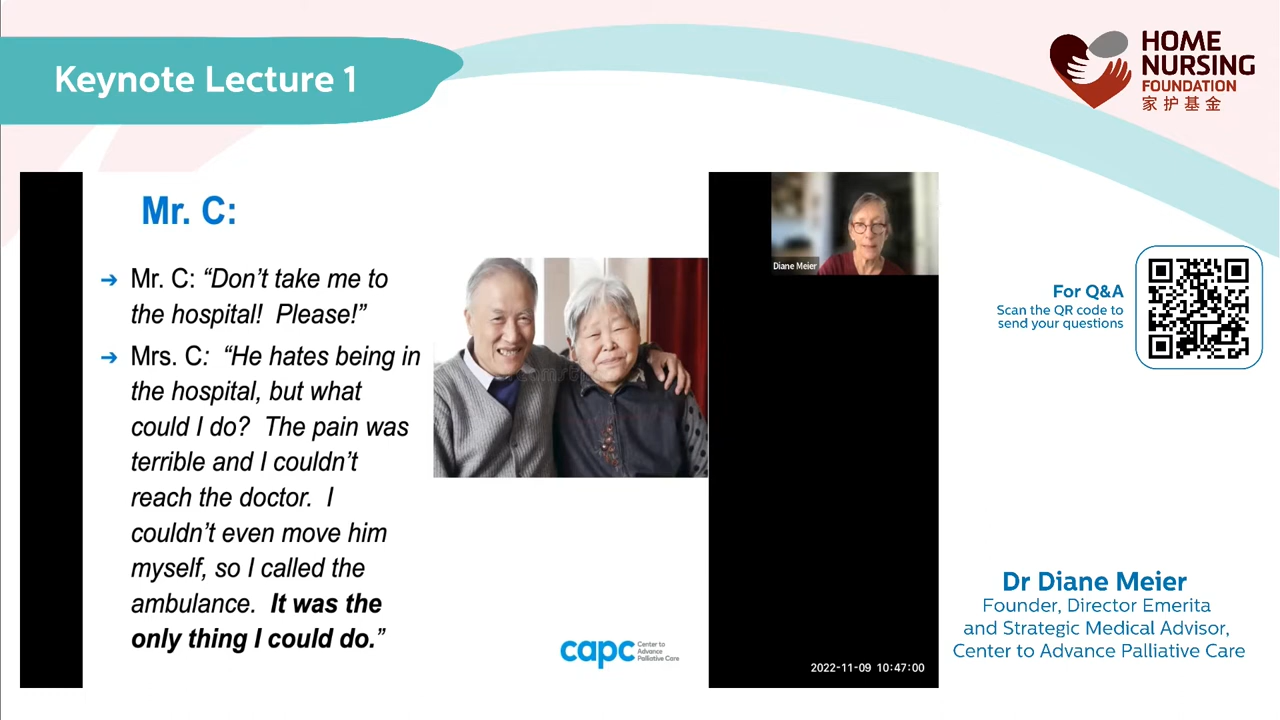 Keynote Lecture 1
HOME
NURSING
FOUNDATION
家护基金
Mr. C:
➔ Mr. C: “Don’t take me to
the hospital! Please!”
➔ Mrs. C: “He hates being in
the hospital, but what
could I do? The pain was
terrible and I couldn’t
reach the doctor. I
couldn’t even move him
myself, so I called the
ambulance. It was the
only thing I could do.”
capc Center to
Advance
Palliative Care
Diane Meier
2022-11-09 10:47:00
For Q&A
Scan the QR code to
send your questions
Dr Diane Meier
Founder, Director Emerita
and Strategic Medical Advisor,
Center to Advance Palliative Care